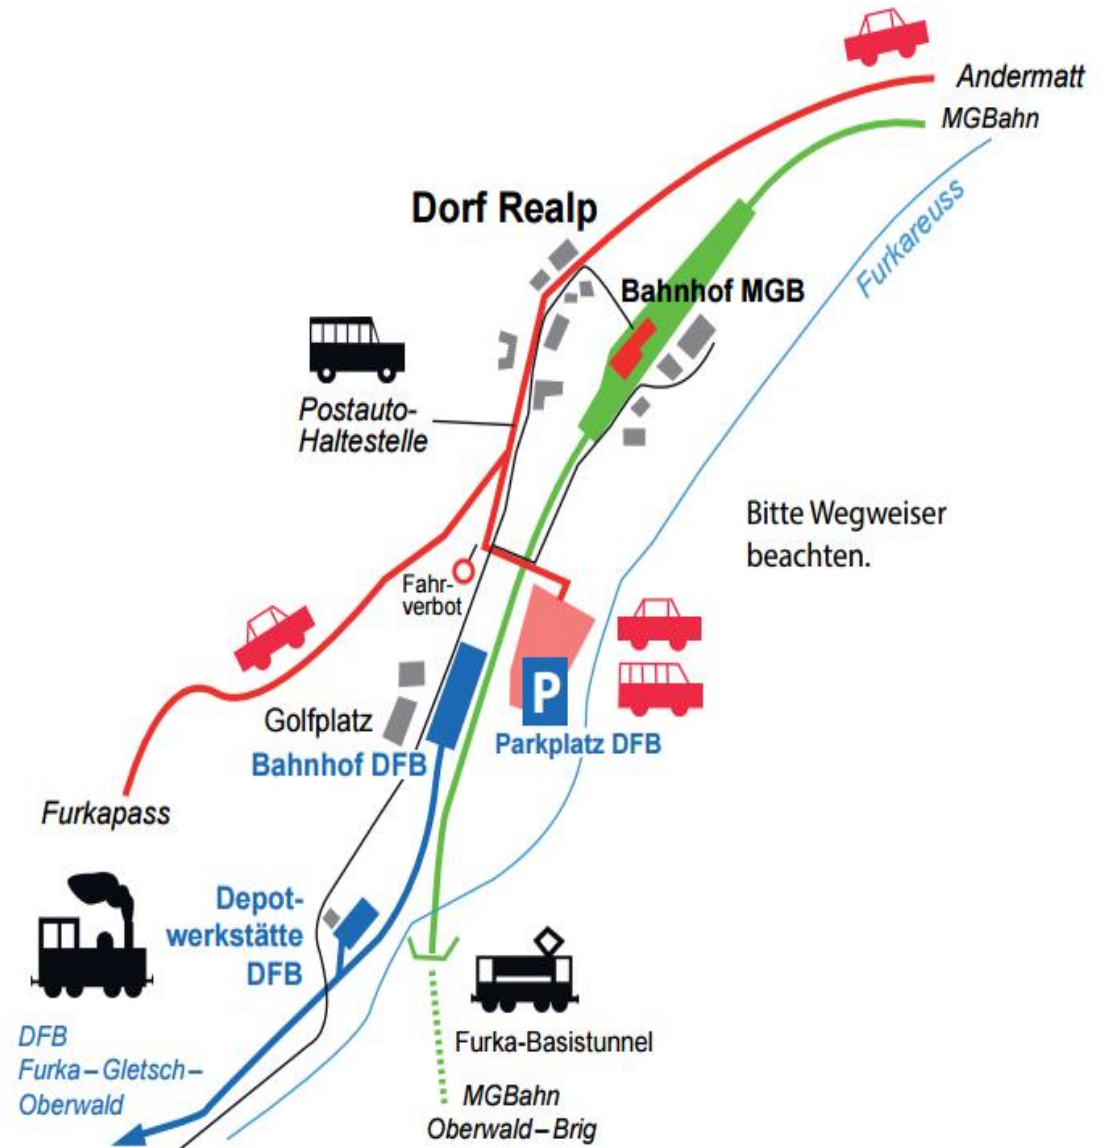 Andermatt
MGBahn
Furkareuss
Dorf Realp
Bahnhof MGB
Postauto-
Haltestelle
Bitte Wegweiser
beachten.
Fahr-
verbot
P
Golfplatz
Parkplatz DFB
Bahnhof DFB
Furkapass
Depot-
werkstätte
DFB
DFB
Furka – Gletsch –
Oberwald
Furka-Basistunnel
MGBahn
Oberwald – Brig